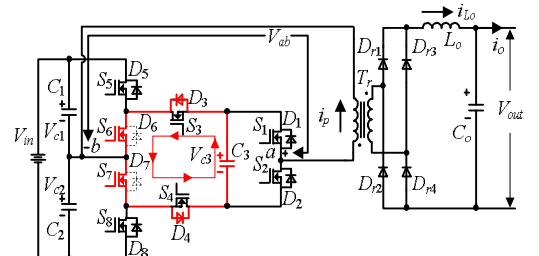 V_ab
i_Lo
L_o
i_o
D_r1
D_r3
S_5
D_5
D_3
T_r
C_1
V_c1
S_6
D_6
S_3
S_1
D_1
i_p
V_in
b
V_c3
C_3
a
C_o
V_out
D_7
S_7
S_4
S_2
V_c2
D_2
D_r2
D_r4
C_2
S_8
D_4
D_8